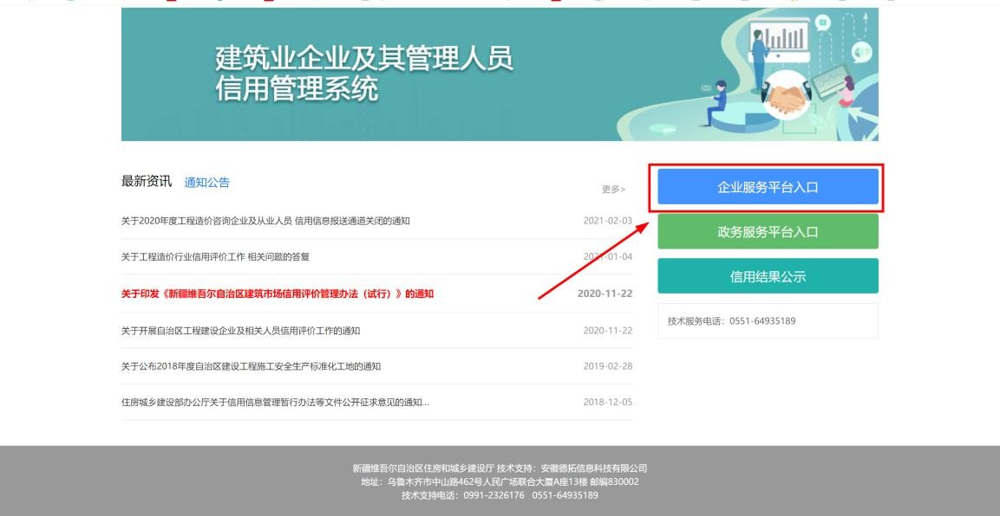 建筑业企业及其管理人员
信用管理系统
最新资讯 通知公告 更多>
关于2020年度工程造价咨询企业及从业人员 信用信息报送通道关闭的通知 2021-02-03
关于工程造价行业信用评价工作 相关问题的答复 2021-01-04
关于印发《新疆维吾尔自治区建筑市场信用评价管理办法（试行）》的通知 2020-11-22
关于开展自治区工程建设企业及相关人员信用评价工作的通知 2020-11-22
关于公布2018年度自治区建设工程施工安全生产标准化工地的通知 2019-02-28
住房城乡建设部办公厅关于信用信息管理暂行办法等文件公开征求意见的通知... 2018-12-05
企业服务平台入口
政务服务平台入口
信用结果公示
技术服务电话：0551-64935189
新疆维吾尔自治区住房和城乡建设厅 技术支持：安徽德拓信息科技有限公司
地址：乌鲁木齐市中山路462号人民广场联合大厦A座13楼 邮编830002
技术支持电话：0991-2326176 0551-64935189